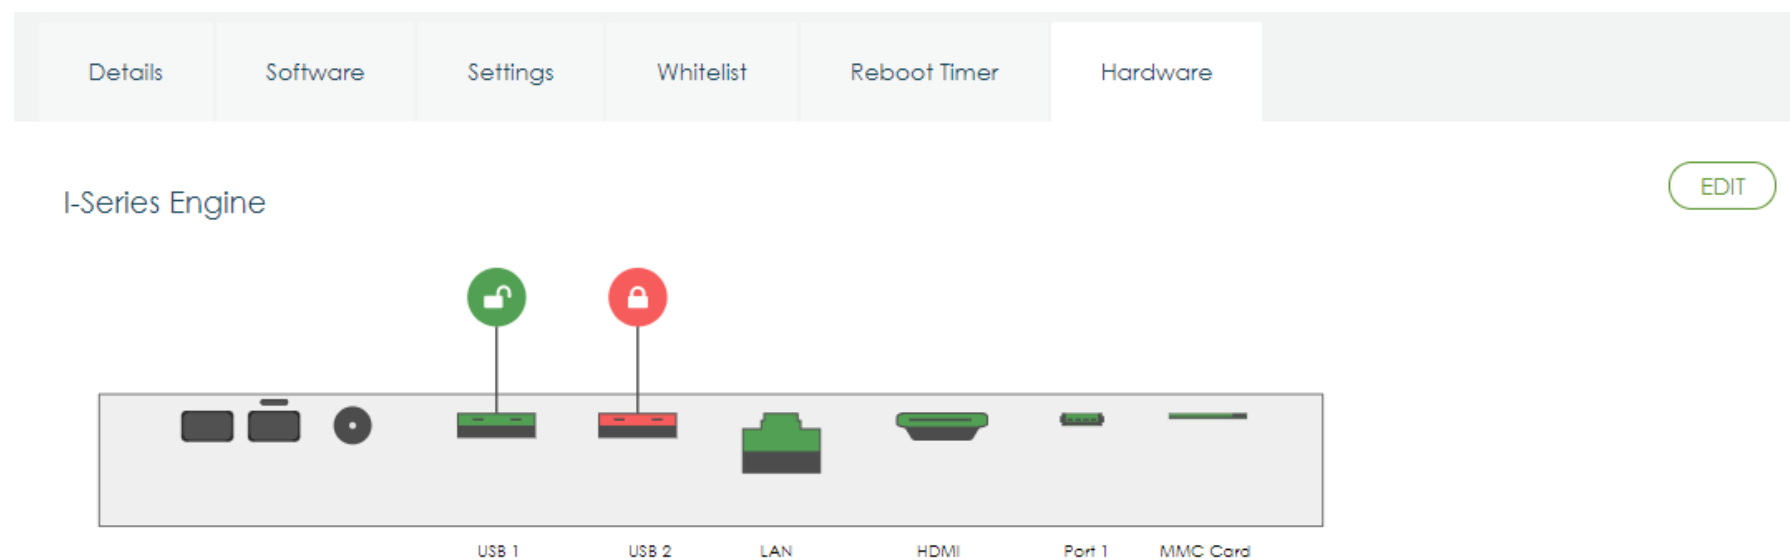 Details Software Settings Whitelist Reboot Timer Hardware
I-Series Engine
EDIT
USB 1 USB 2 LAN HDMI Port 1 MMC Card